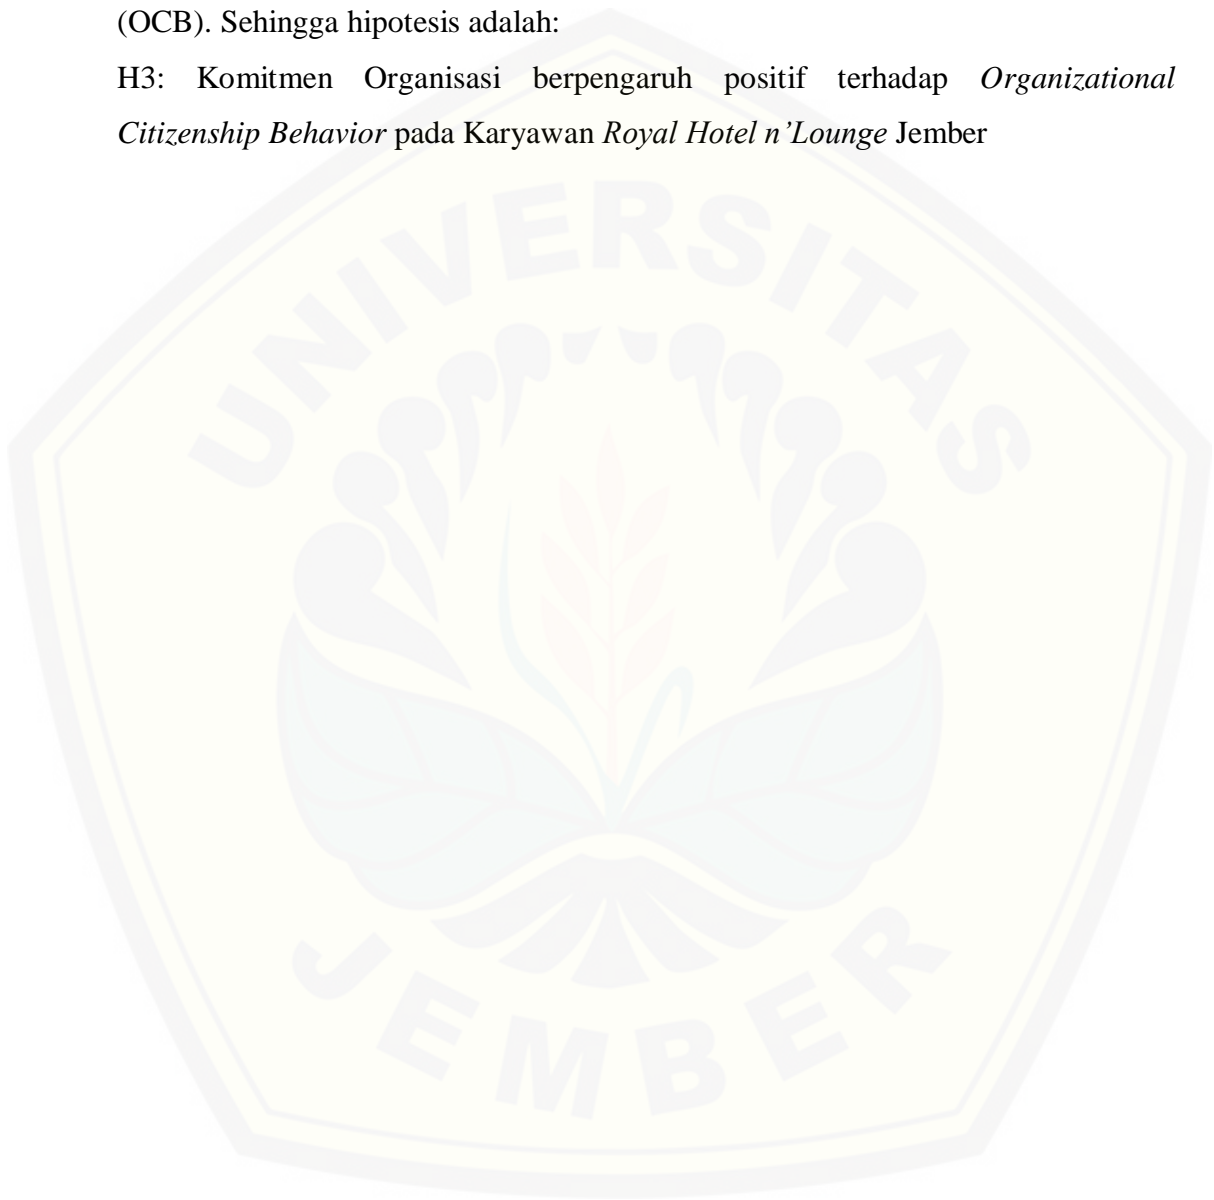 (OCB). Sehingga hipotesis adalah:
H3: Komitmen Organisasi berpengaruh positif terhadap Organizational
Citizenship Behavior pada Karyawan Royal Hotel n’Lounge Jember
UNIVERSITAS
JEMBER